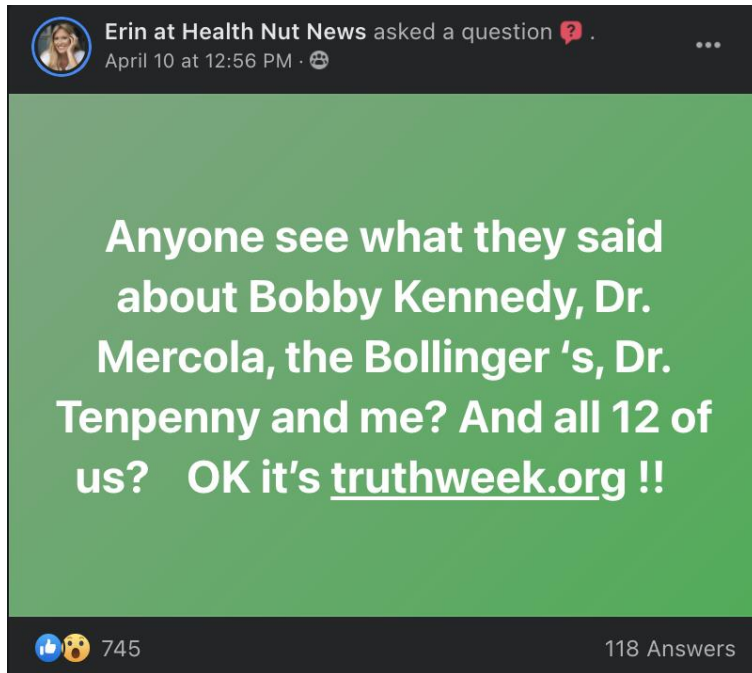 Erin at Health Nut News asked a question ? .
April 10 at 12:56 PM ·
Anyone see what they said
about Bobby Kennedy, Dr.
Mercola, the Bollinger ‘s, Dr.
Tenpenny and me? And all 12 of
us? OK it’s truthweek.org !!
745
118 Answers